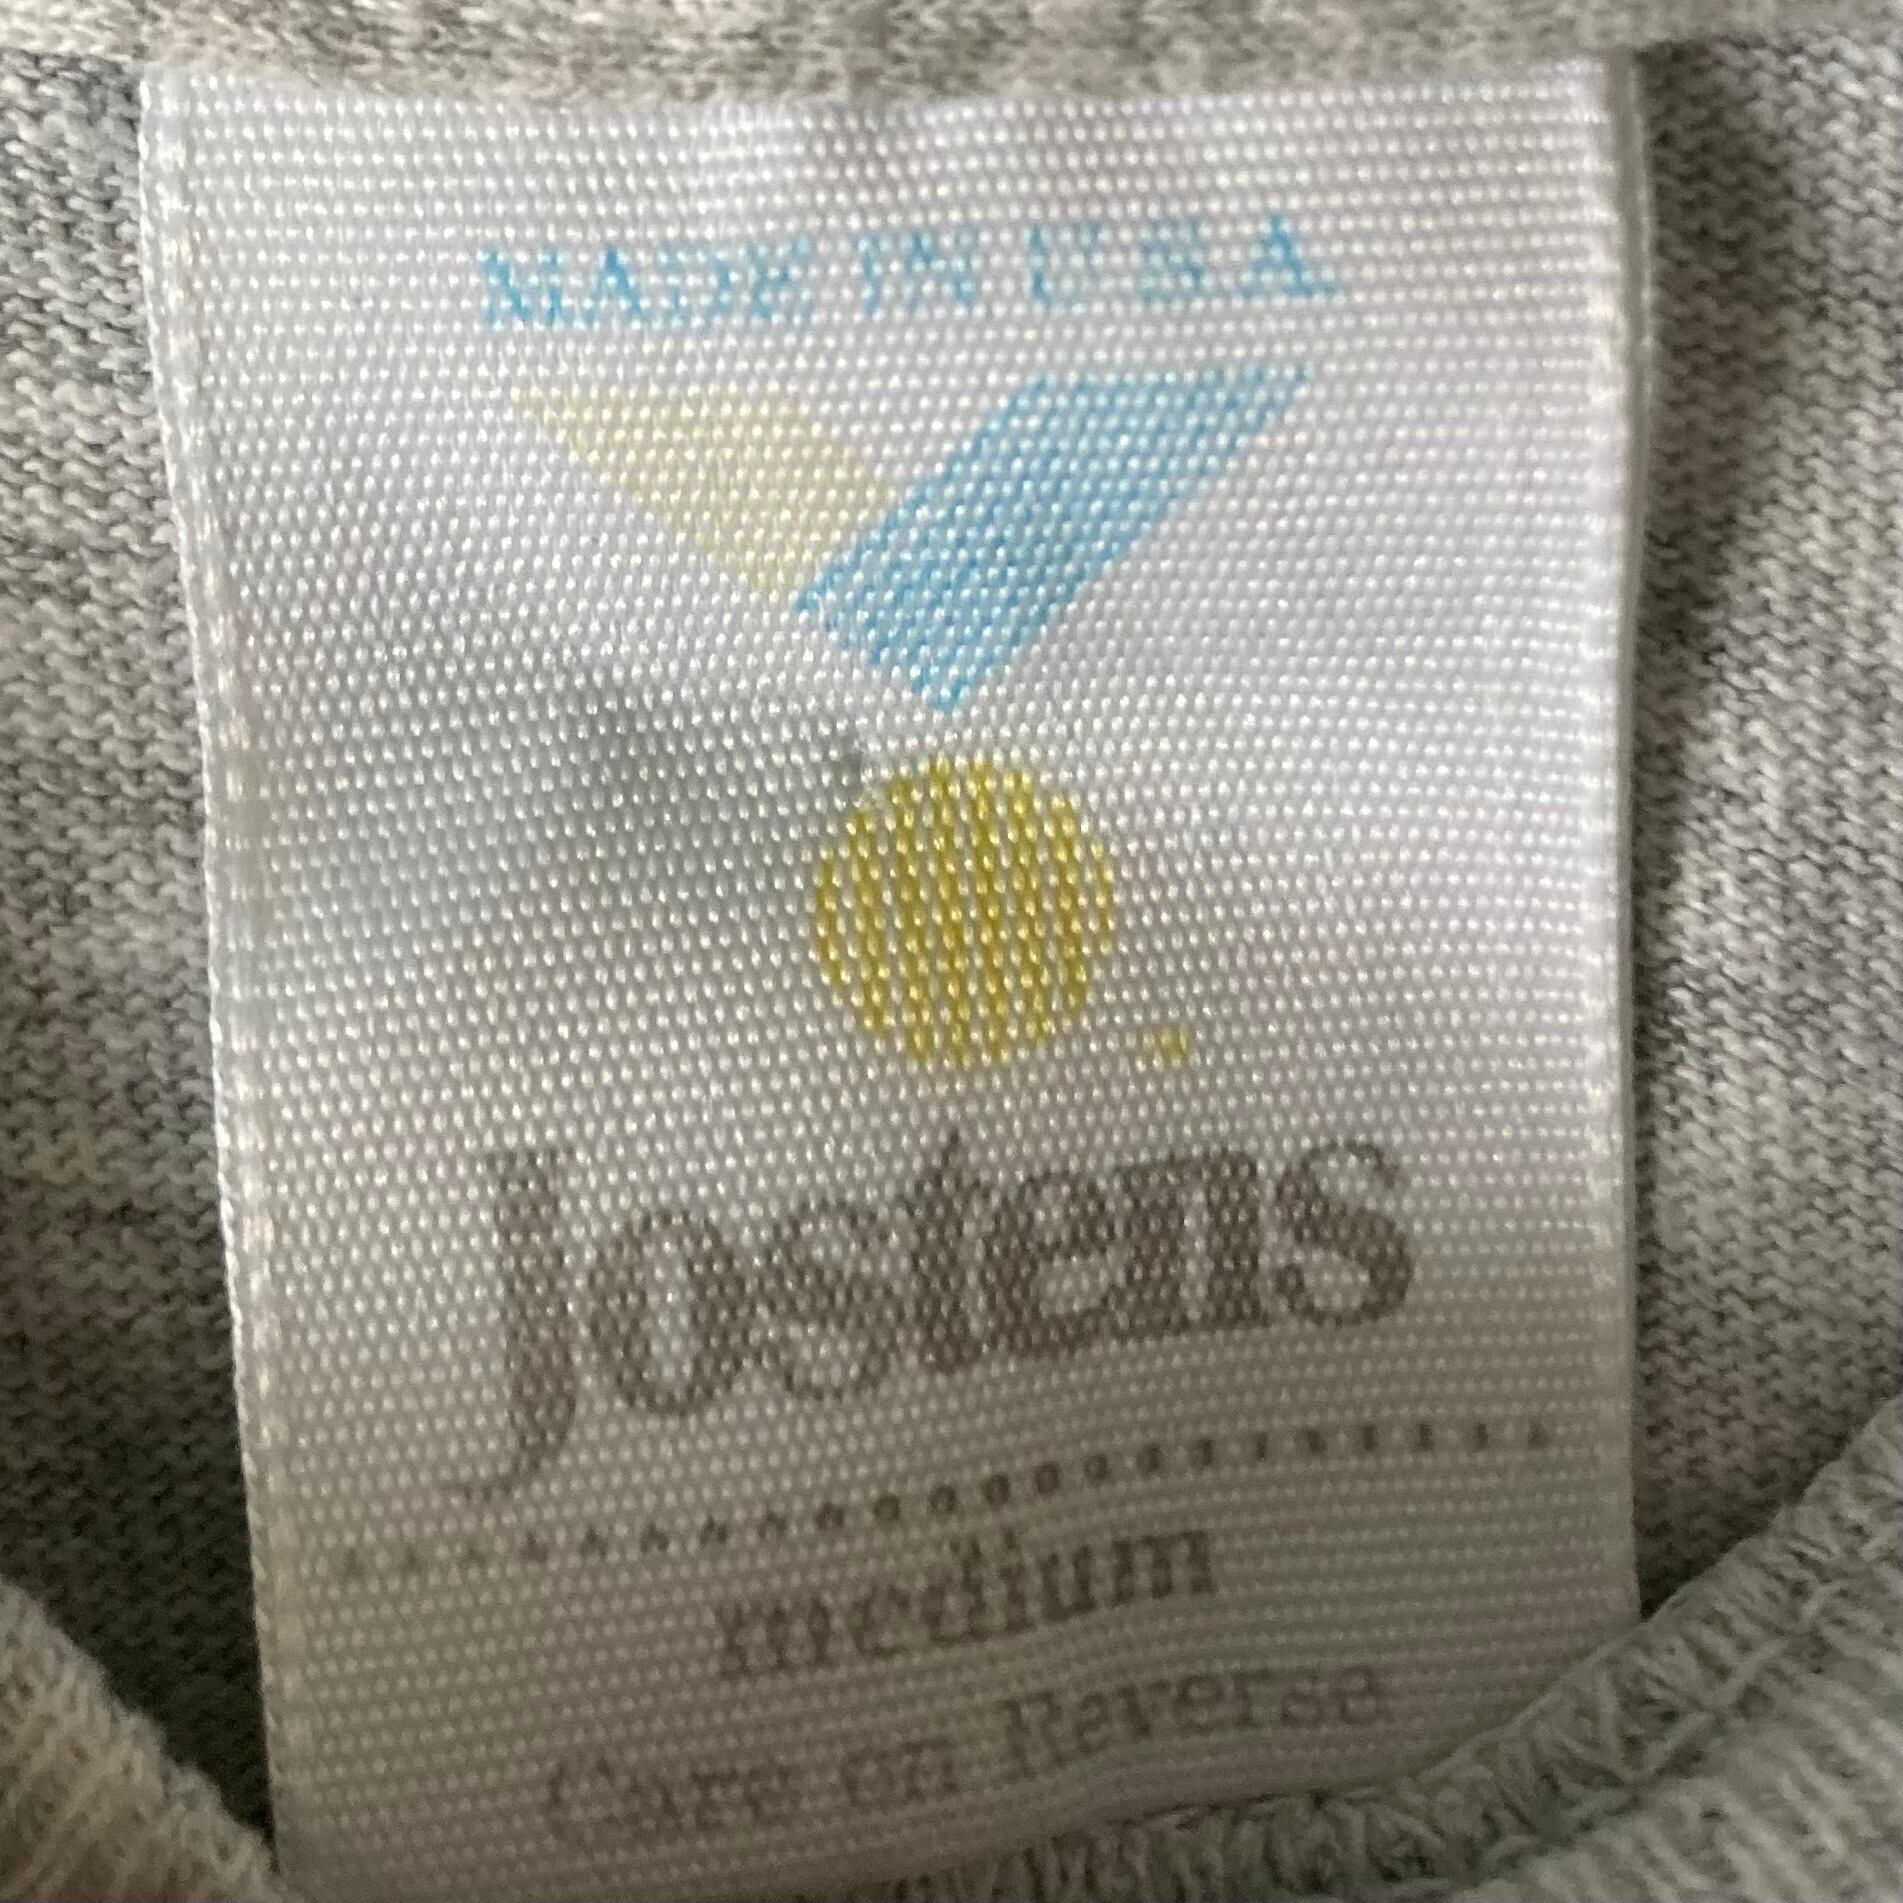 MADE IN USA
Jostens
medium
Care on Reverse